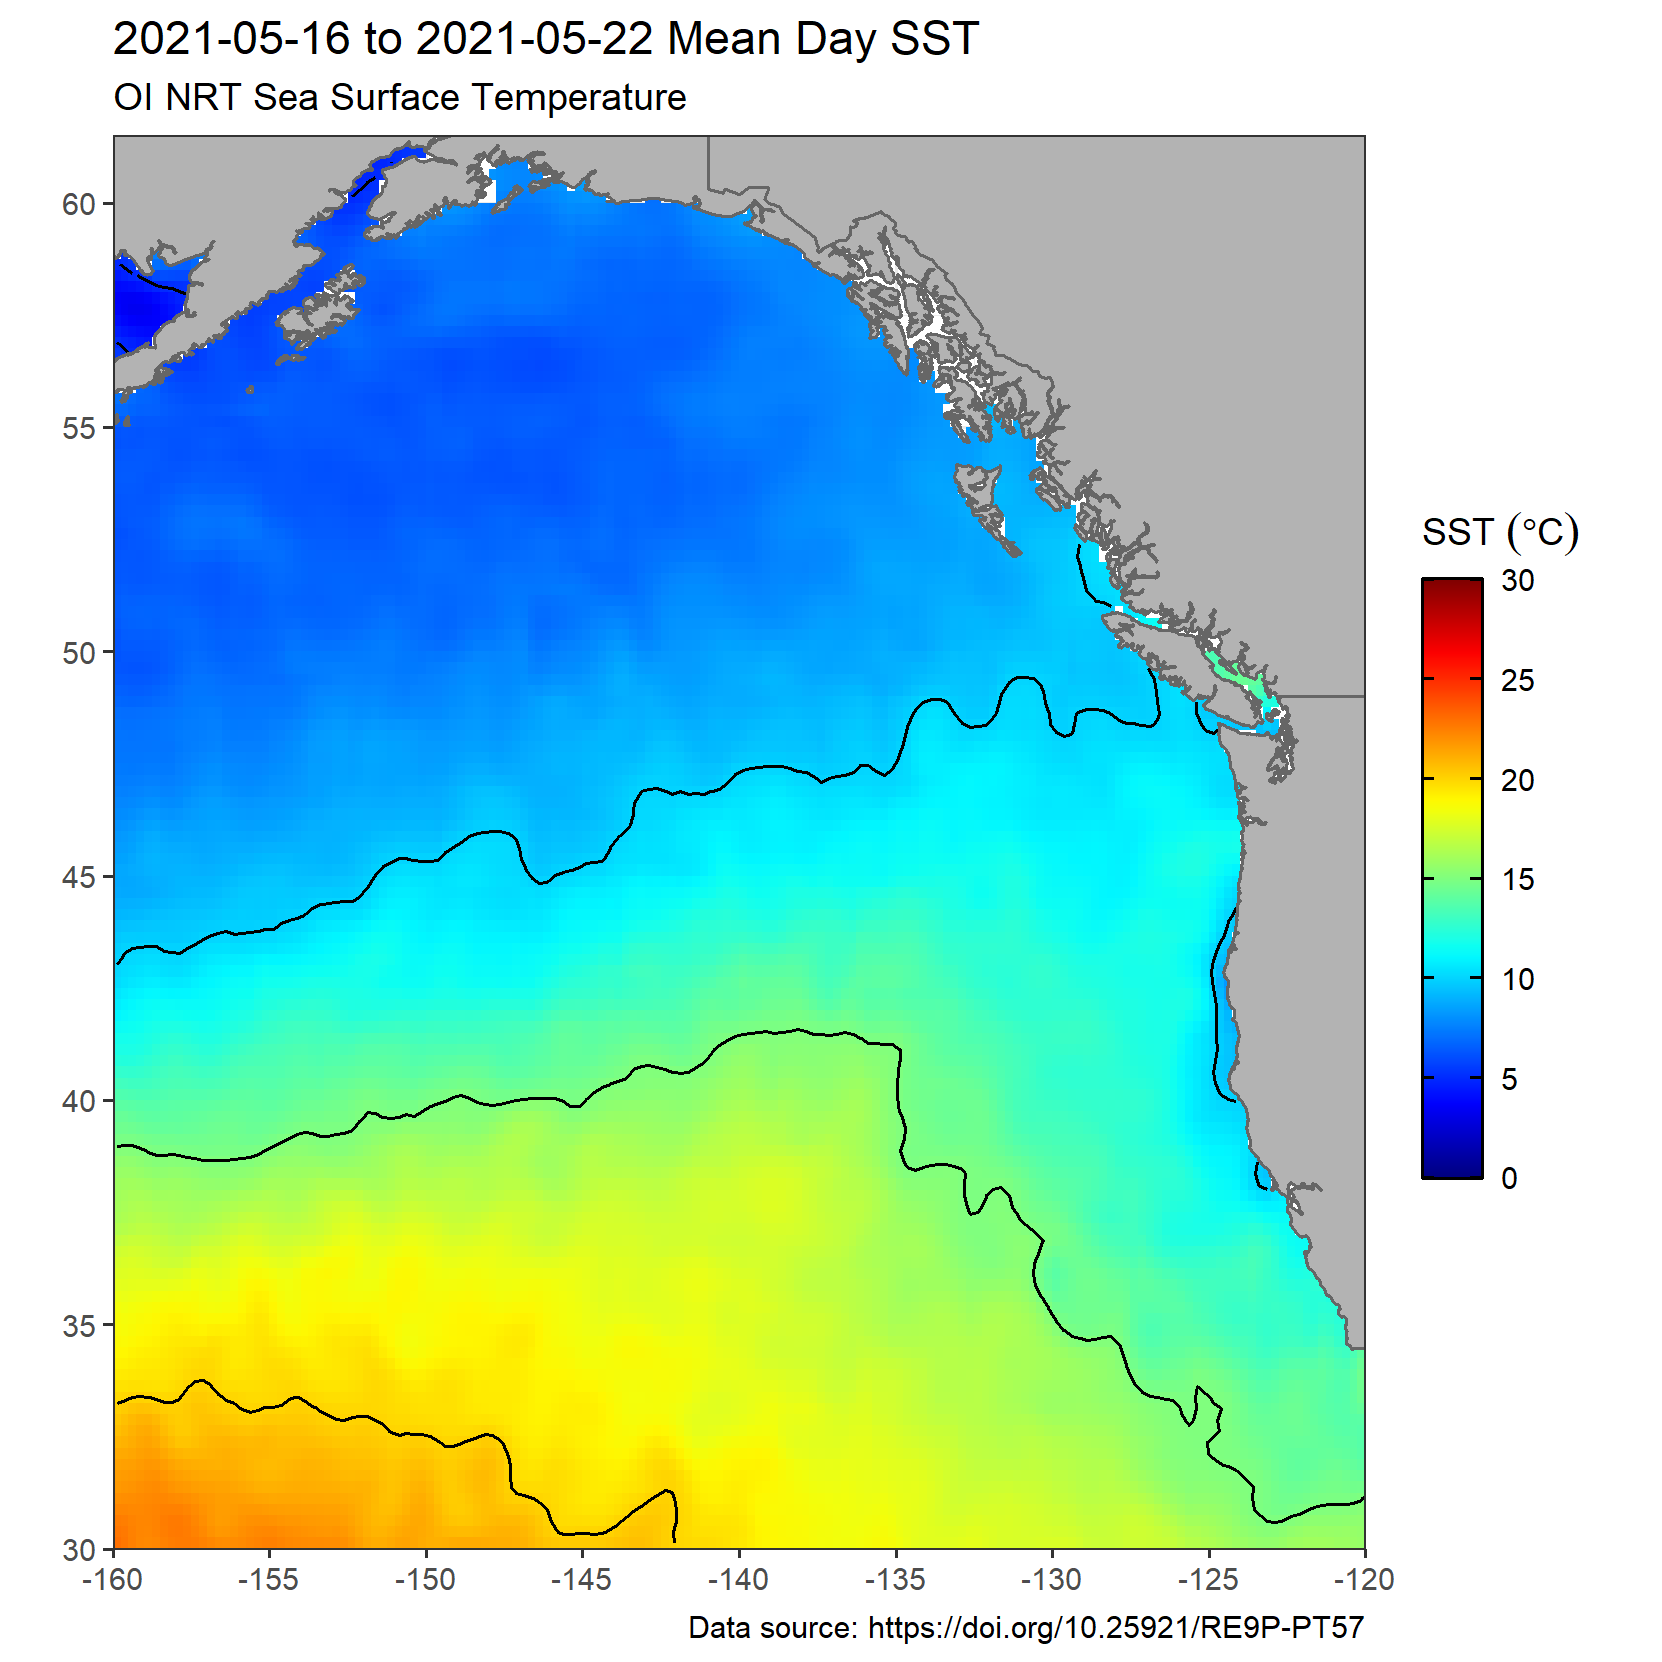 2021-05-16 to 2021-05-22 Mean Day SST
OI NRT Sea Surface Temperature
60
55
50
45
40
35
30
-160 -155 -150 -145 -140 -135 -130 -125 -120
SST (°C)
30
25
20
15
10
5
0
Data source: https://doi.org/10.25921/RE9P-PT57